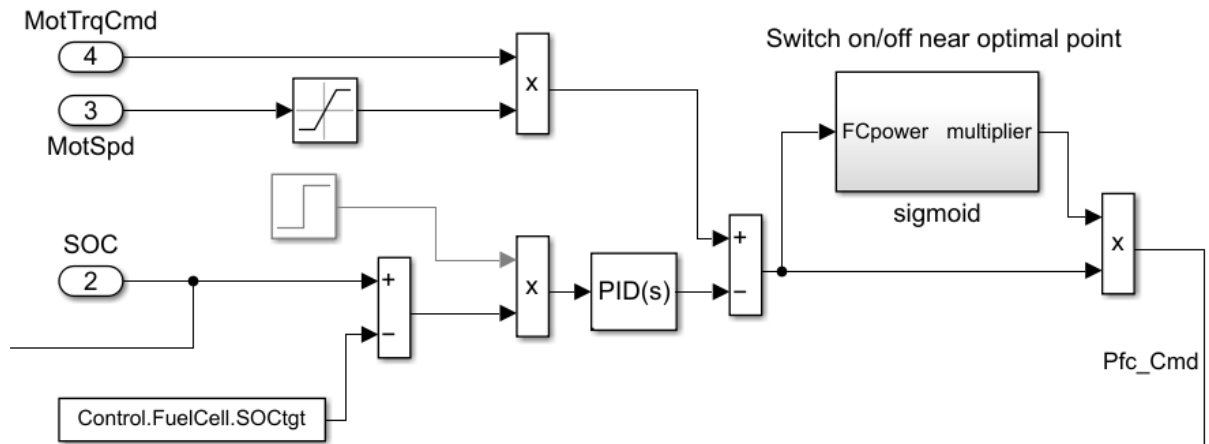 MotTrqCmd
4
3
MotSpd
x
Switch on/off near optimal point
FCpower multiplier
sigmoid
SOC
2
+
−
x
PID(s)
+
−
x
Control.FuelCell.SOCtgt
Pfc_Cmd